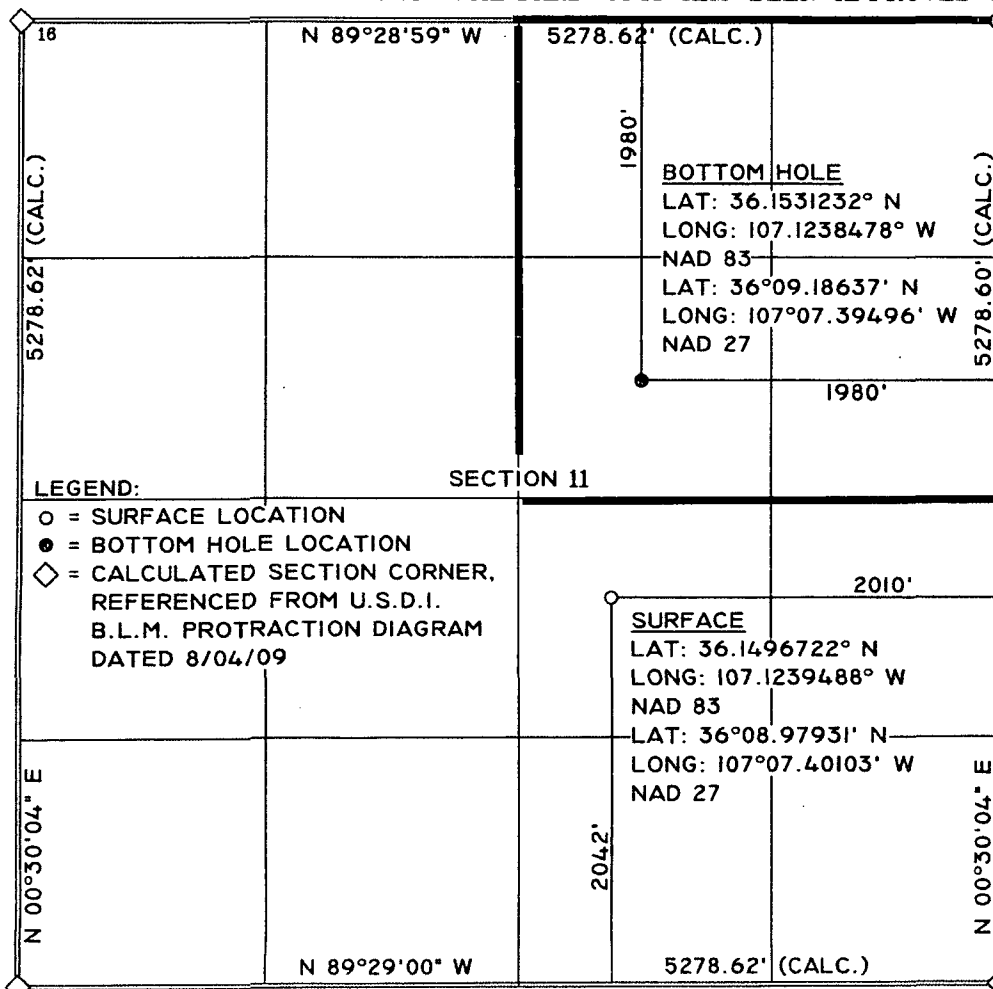 16
N 89°28'59" W 5278.62' (CALC.)
5278.62' (CALC.)
1980'
BOTTOM HOLE
LAT: 36.1531232° N
LONG: 107.1238478° W
NAD 83
LAT: 36°09.18637' N
LONG: 107°07.39496' W
NAD 27
5278.60' (CALC.)
1980'
SECTION 11
LEGEND:
○ = SURFACE LOCATION
● = BOTTOM HOLE LOCATION
◇ = CALCULATED SECTION CORNER,
REFERENCED FROM U.S.D.I.
B.L.M. PROTRACTION DIAGRAM
DATED 8/04/09
2010'
SURFACE
LAT: 36.1496722° N
LONG: 107.1239488° W
NAD 83
LAT: 36°08.97931' N
LONG: 107°07.40103' W
NAD 27
2042'
N 00°30'04" E
N 00°30'04" E
N 89°29'00" W 5278.62' (CALC.)